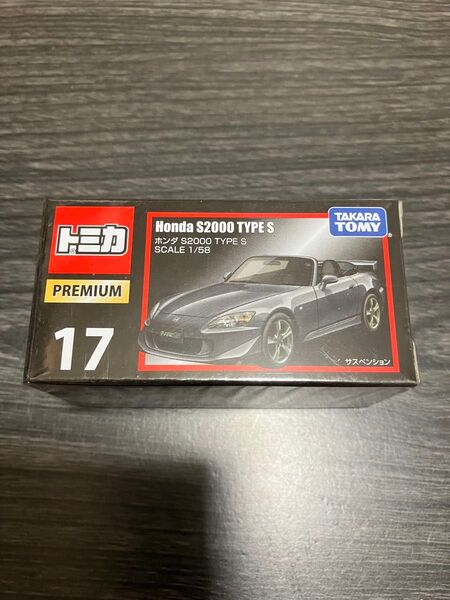 トミカ
PREMIUM
17
Honda S2000 TYPE S
ホンダ S2000 TYPE S
SCALE 1/58
TAKARA
TOMY
サスペンション